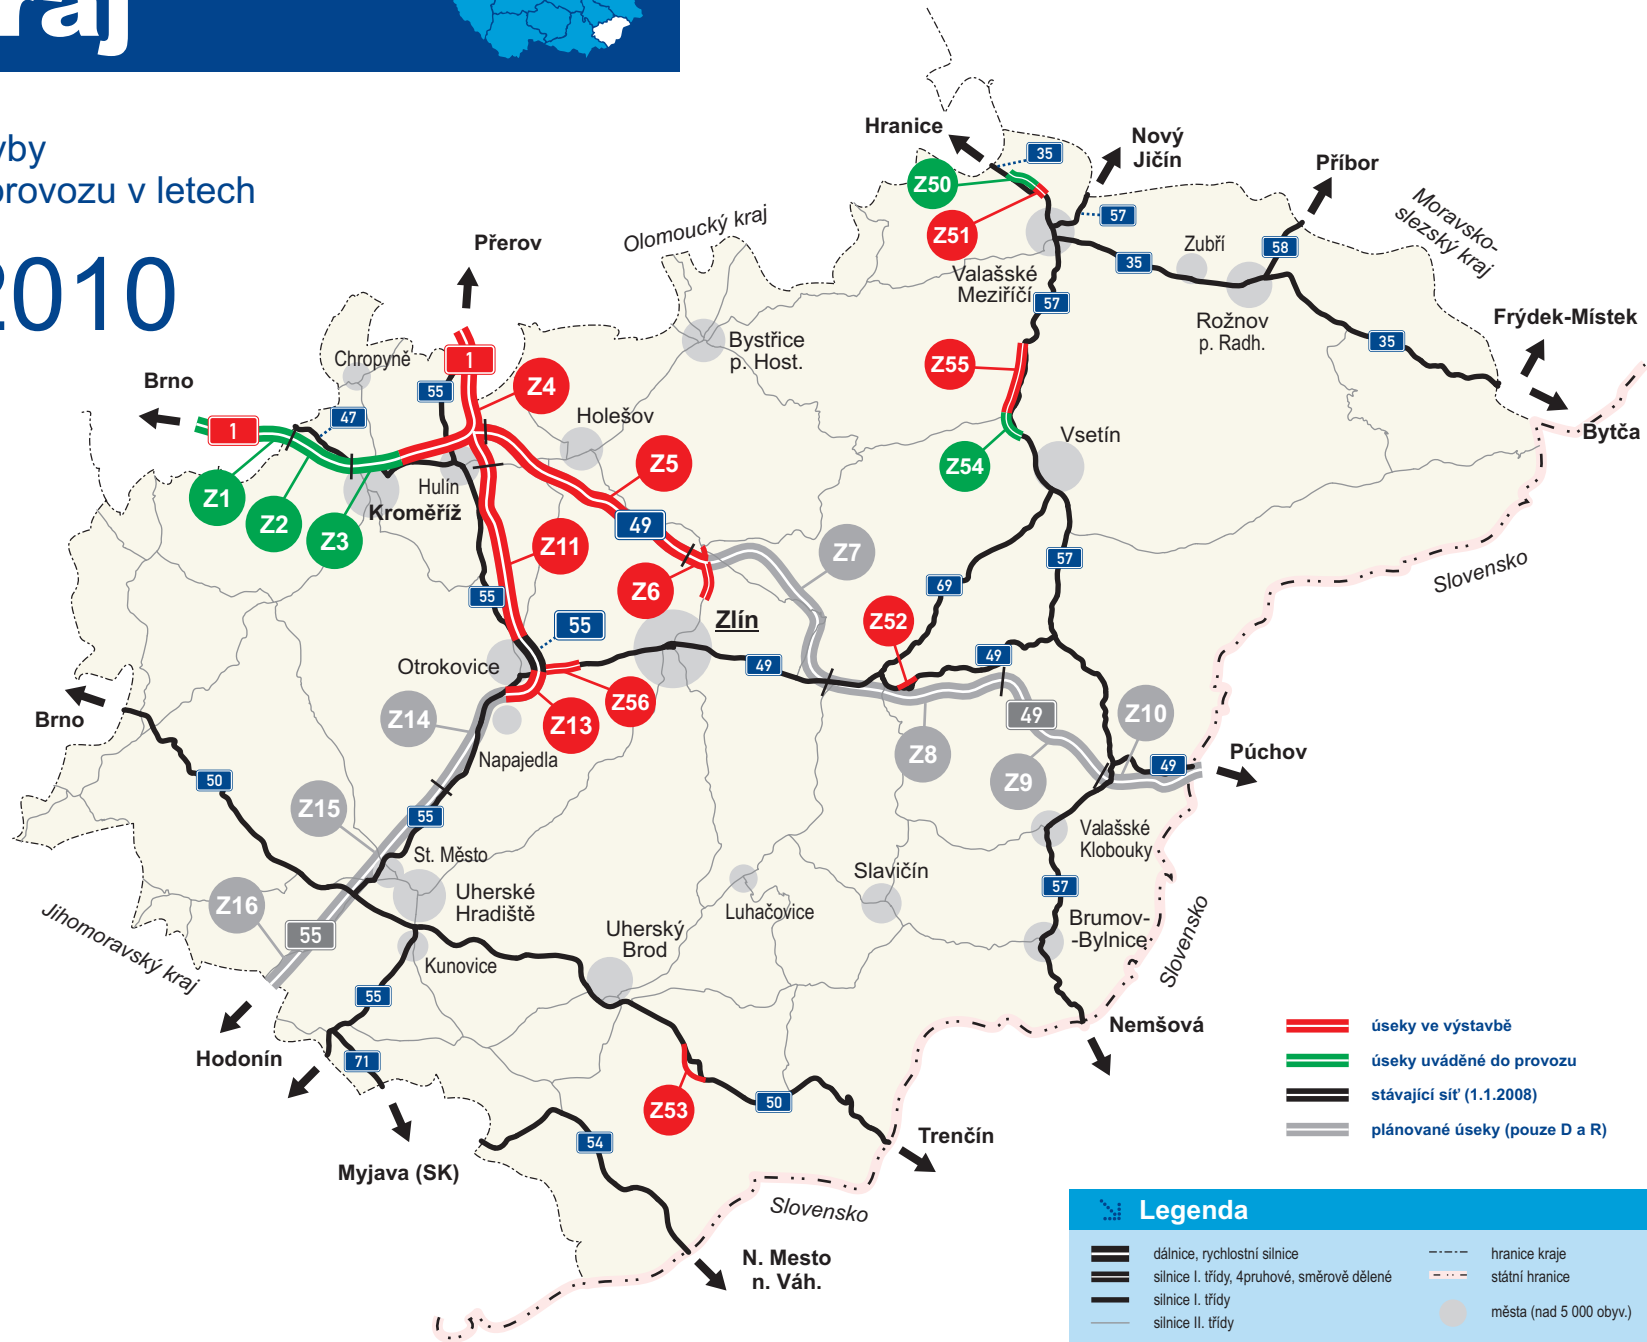 raj
yby
provozu v letech
2010
Hranice
35
Nový
Jičín
Příbor
Z50
57
Moravsko-
slezský kraj
Olomoucký kraj
Přerov
Z51
Zubří
58
35
Valašské
Meziříčí
57
Rožnov
p. Radh.
Frýdek-Místek
35
Bystřice
p. Host.
Chropyně
1
Z55
Brno
55
Z4
47
Holešov
1
Vsetín
Bytča
Z5
Z54
Hulín
Z1
Kroměříž
Z2
Z3
49
Z11
Z7
57
Slovensko
Z6
69
55
55
Zlín
Z52
Otrokovice
49
49
Z56
Z14
Z13
49
Z10
Brno
Napajedla
Z8
Z9
49
Púchov
50
Z15
55
Valašské
Klobouky
St. Město
Slavičín
Z16
Uherské
Hradiště
57
Luhačovice
Jihomoravský kraj
55
Uherský
Brod
Brumov-
-Bylnice
Slovensko
Kunovice
55
Nemšová
Hodonín
71
Z53
50
Trenčín
54
Myjava (SK)
Slovensko
N. Mesto
n. Váh.
úseky ve výstavbě
úseky uváděné do provozu
stávající síť (1.1.2008)
plánované úseky (pouze D a R)
Legenda
dálnice, rychlostní silnice
silnice I. třídy, 4pruhové, směrově dělené
silnice I. třídy
silnice II. třídy
hranice kraje
státní hranice
města (nad 5 000 obyv.)